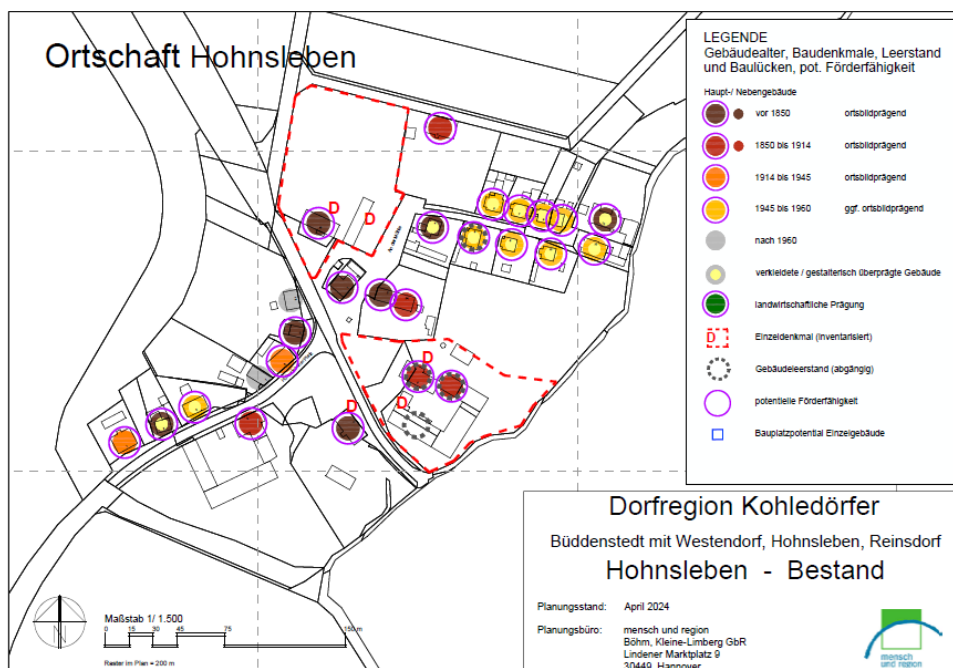 Ortschaft Hohnsleben
LEGENDE
Gebäudealter, Baudenkmale, Leerstand
und Baulücken, pot. Förderfähigkeit
Haupt-/ Nebengebäude
vor 1850 ortsbildprägend
1850 bis 1914 ortsbildprägend
1914 bis 1945 ortsbildprägend
1945 bis 1960 ggf. ortsbildprägend
nach 1960
verkleidete / gestalterisch überprägte Gebäude
landwirtschaftliche Prägung
D Einzeldenkmal (inventarisiert)
Gebäudeleerstand (abgängig)
potentielle Förderfähigkeit
Bauplatzpotential Einzelgebäude
D
D
D
D
D
Dorfregion Kohledörfer
Büddenstedt mit Westendorf, Hohnsleben, Reinsdorf
Hohnsleben - Bestand
Planungsstand: April 2024
Planungsbüro: mensch und region
Böhm, Kleine-Limberg GbR
Lindener Marktplatz 9
30449 Hannover
mensch
und region
N
Maßstab 1/ 1.500
0 15 30 45 75 150 m
Raster im Plan = 200 m